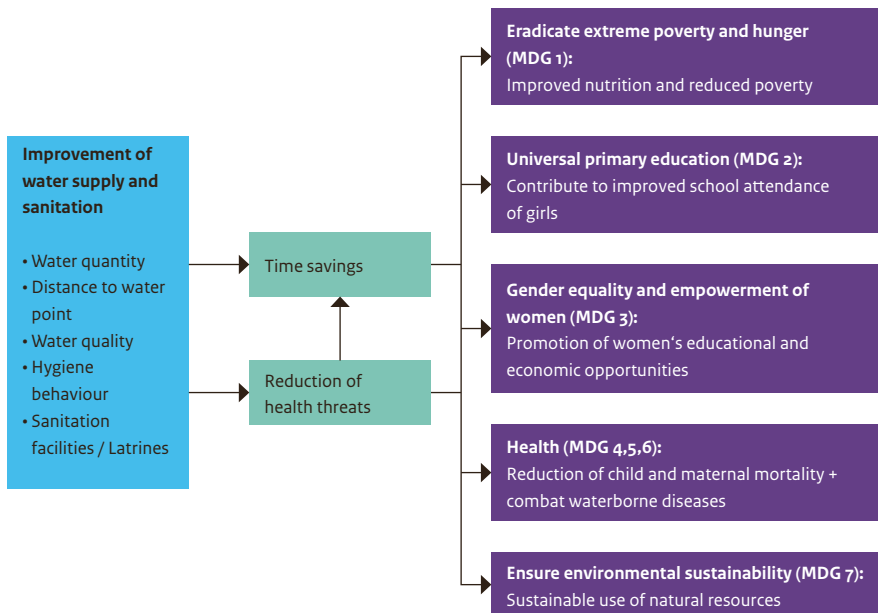 Improvement of
water supply and
sanitation
• Water quantity
• Distance to water
point
• Water quality
• Hygiene
behaviour
• Sanitation
facilities / Latrines
Time savings
Reduction of
health threats
Eradicate extreme poverty and hunger
(MDG 1):
Improved nutrition and reduced poverty
Universal primary education (MDG 2):
Contribute to improved school attendance
of girls
Gender equality and empowerment of
women (MDG 3):
Promotion of women‘s educational and
economic opportunities
Health (MDG 4,5,6):
Reduction of child and maternal mortality +
combat waterborne diseases
Ensure environmental sustainability (MDG 7):
Sustainable use of natural resources